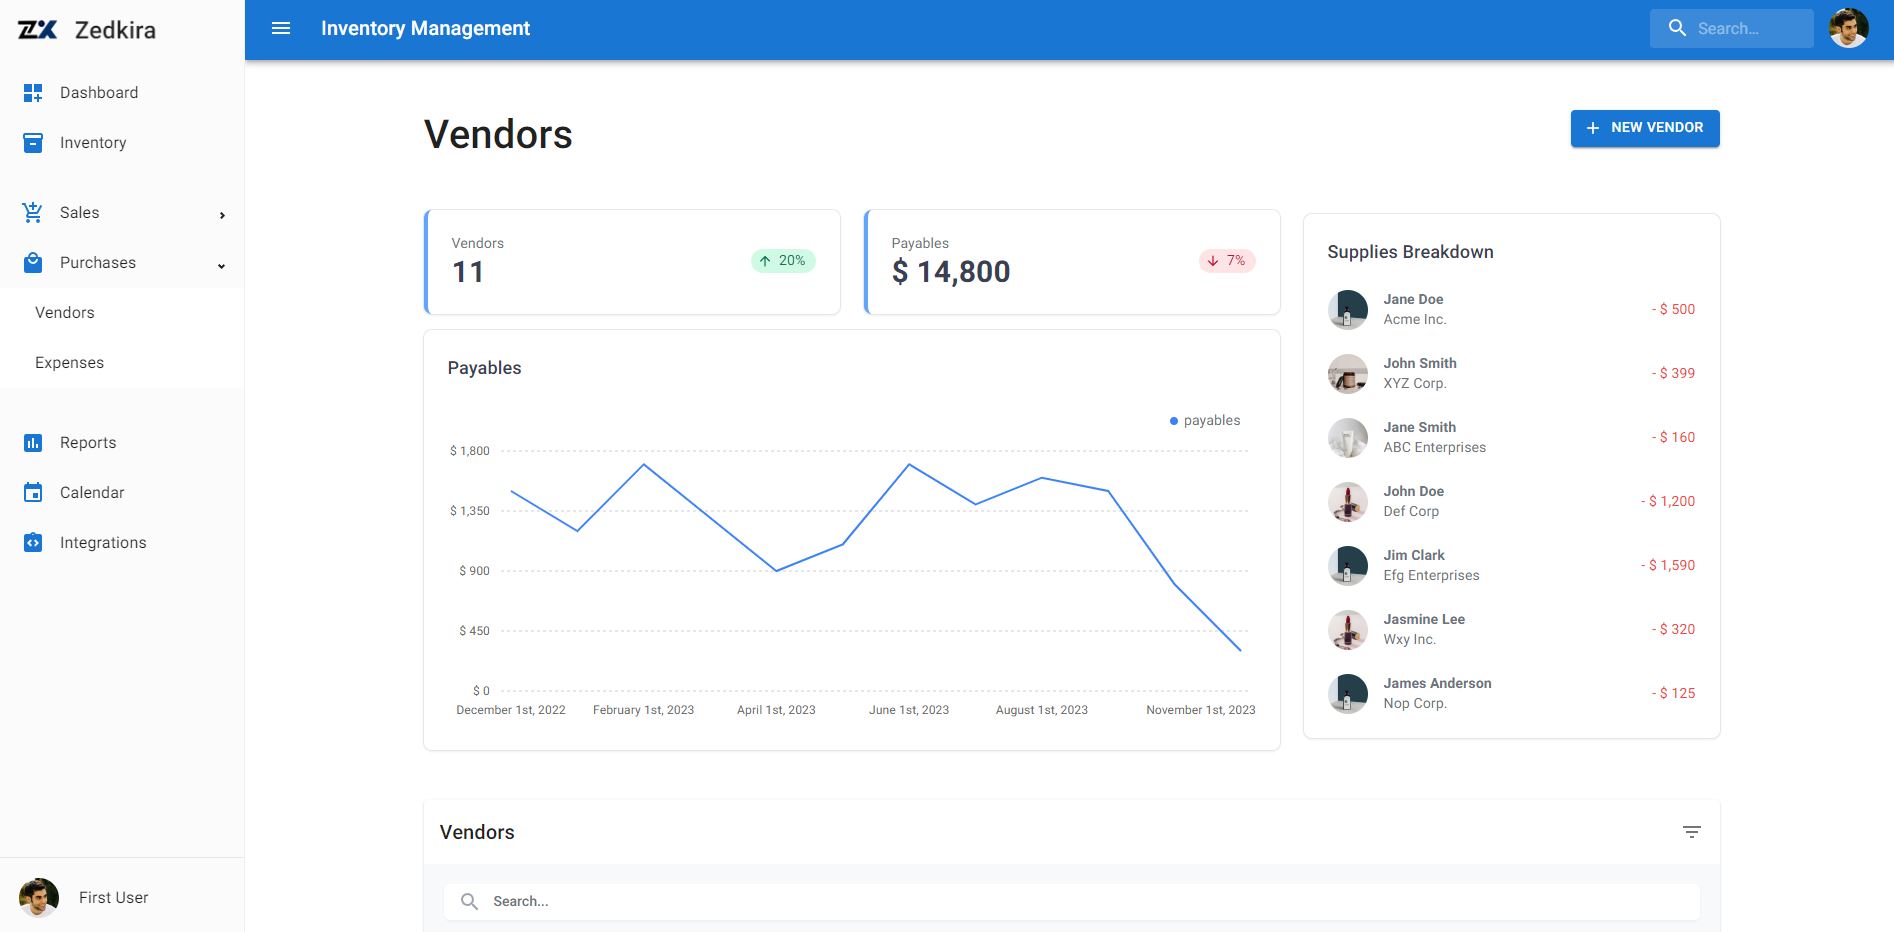 ZX Zedkira
Inventory Management
Search...
Dashboard
Inventory
Sales
Purchases
Vendors
Expenses
Reports
Calendar
Integrations
First User
Vendors
+ NEW VENDOR
Vendors
11
20%
Payables
$ 14,800
7%
Payables
payables
$ 1,800
$ 1,350
$ 900
$ 450
$ 0
December 1st, 2022 February 1st, 2023 April 1st, 2023 June 1st, 2023 August 1st, 2023 November 1st, 2023
Supplies Breakdown
Jane Doe
Acme Inc.
- $ 500
John Smith
XYZ Corp.
- $ 399
Jane Smith
ABC Enterprises
- $ 160
John Doe
Def Corp
- $ 1,200
Jim Clark
Efg Enterprises
- $ 1,590
Jasmine Lee
Wxy Inc.
- $ 320
James Anderson
Nop Corp.
- $ 125
Vendors
Search...